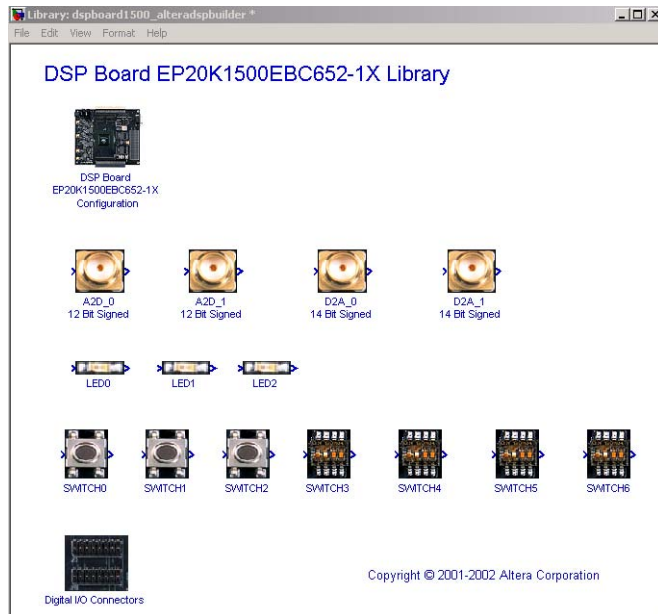 Library: dspboard1500_alteradspbuilder *
File Edit View Format Help
DSP Board EP20K1500EBC652-1X Library
DSP Board
EP20K1500EBC652-1X
Configuration
A2D_0 A2D_1 D2A_0 D2A_1
12 Bit Signed 12 Bit Signed 14 Bit Signed 14 Bit Signed
LED0 LED1 LED2
SWITCH0 SWITCH1 SWITCH2 SWITCH3 SWITCH4 SWITCH5 SWITCH6
Digital I/O Connectors
Copyright © 2001-2002 Altera Corporation